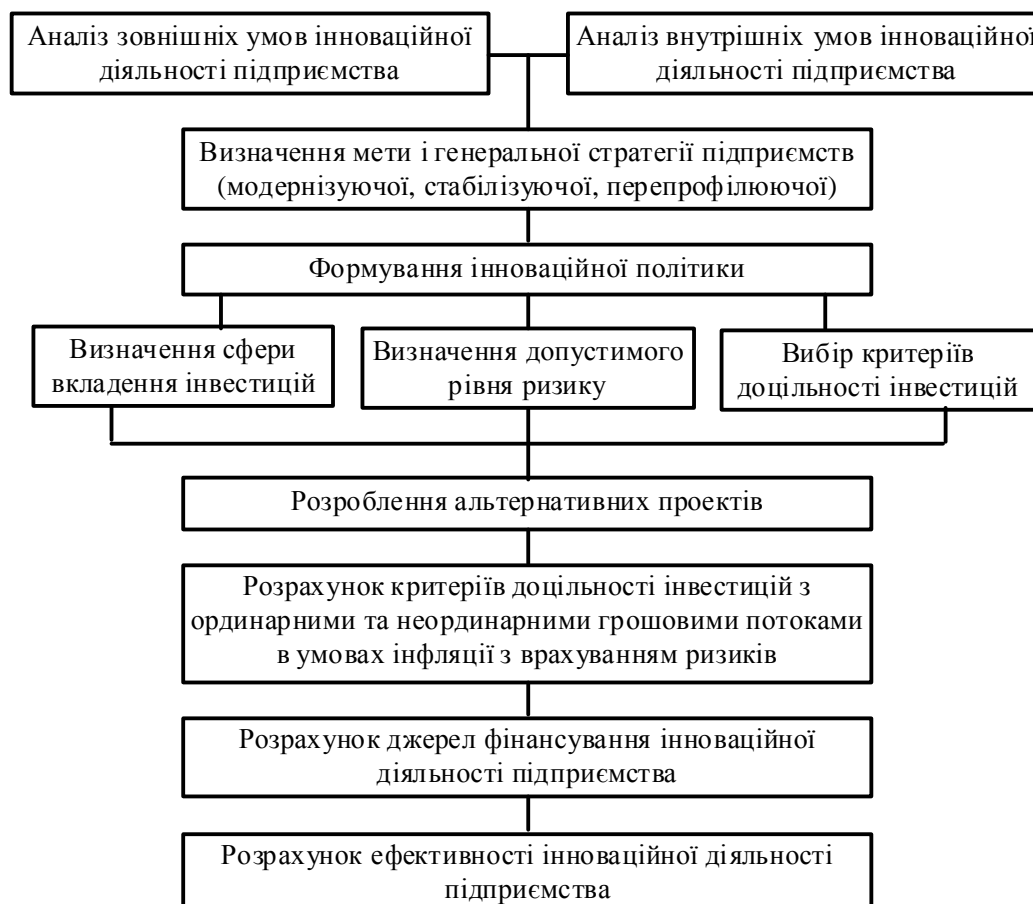 Аналіз зовнішніх умов інноваційної
діяльності підприємства
Аналіз внутрішніх умов інноваційної
діяльності підприємства
Визначення мети і генеральної стратегії підприємств
(модернізуючої, стабілізуючої, перепрофілюючої)
Формування інноваційної політики
Визначення сфери
вкладення інвестицій
Визначення допустимого
рівня ризику
Вибір критеріїв
доцільності інвестицій
Розроблення альтернативних проектів
Розрахунок критеріїв доцільності інвестицій з
ординарними та неординарними грошовими потоками
в умовах інфляції з врахуванням ризиків
Розрахунок джерел фінансування інноваційної
діяльності підприємства
Розрахунок ефективності інноваційної діяльності
підприємства